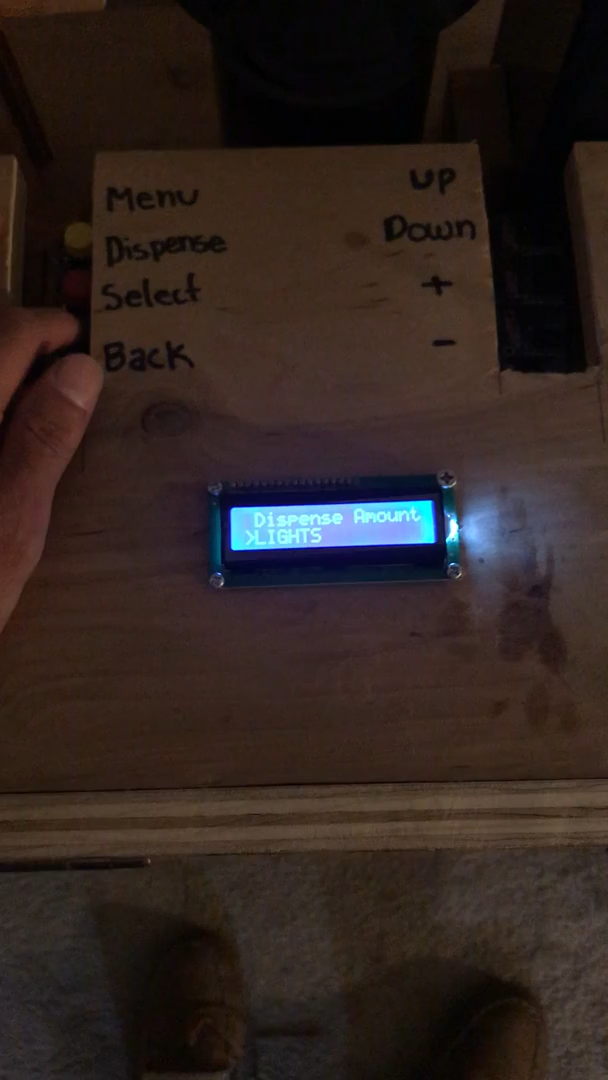 Menu
Up
Dispense
Down
Select
+
Back
-
Dispense Amount
>LIGHTS